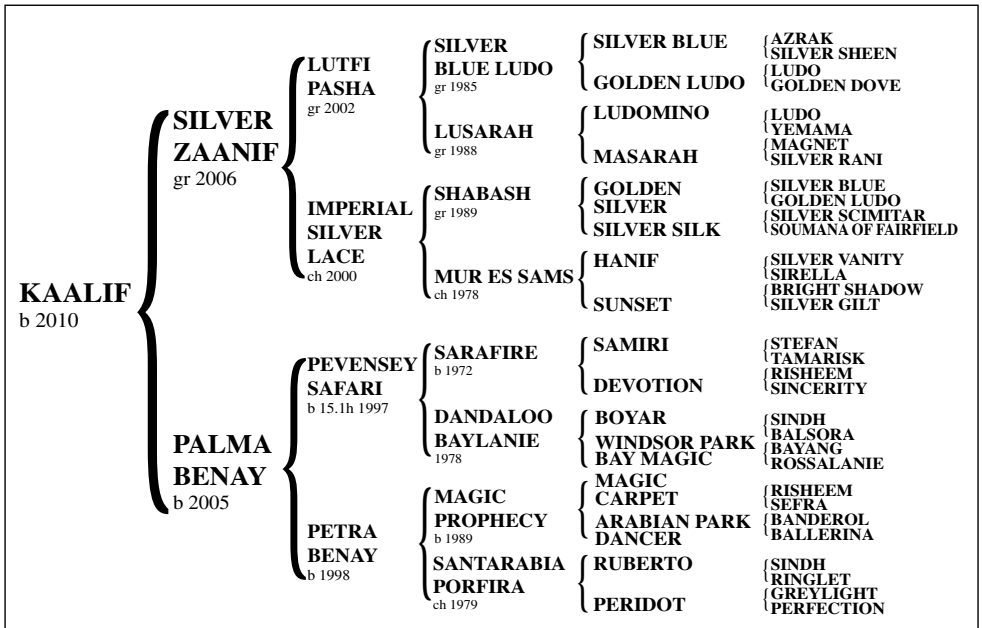 KAALIF
b 2010
SILVER
ZAANIF
gr 2006
PALMA
BENAY
b 2005
LUTFI
PASHA
gr 2002
IMPERIAL
SILVER
LACE
ch 2000
PEVENSEY
SAFARI
b 15.1h 1997
PETRA
BENAY
b 1998
SILVER
BLUE LUDO
gr 1985
LUSARAH
gr 1988
SHABASH
gr 1989
MUR ES SAMS
ch 1978
SARAFIRE
b 1972
DANDALOO
BAYLANIE
1978
MAGIC
PROPHECY
b 1989
SANTARABIA
PORFIRA
ch 1979
SILVER BLUE
GOLDEN LUDO
LUDOMINO
MASARAH
GOLDEN
SILVER
SILVER SILK
HANIF
SUNSET
SAMIRI
DEVOTION
BOYAR
WINDSOR PARK
BAY MAGIC
MAGIC
CARPET
ARABIAN PARK
DANCER
RUBERTO
PERIDOT
AZRAK
SILVER SHEEN
LUDO
GOLDEN DOVE
LUDO
YEMAMA
MAGNET
SILVER RANI
SILVER BLUE
GOLDEN LUDO
SILVER SCIMITAR
SOUMANA OF FAIRFIELD
SILVER VANITY
SIRELLA
BRIGHT SHADOW
SILVER GILT
STEFAN
TAMARISK
RISHEEM
SINCERITY
SINDH
BALSORA
BAYANG
ROSSALANIE
RISHEEM
SEFRA
BANDEROL
BALLERINA
SINDH
RINGLET
GREYLIGHT
PERFECTION